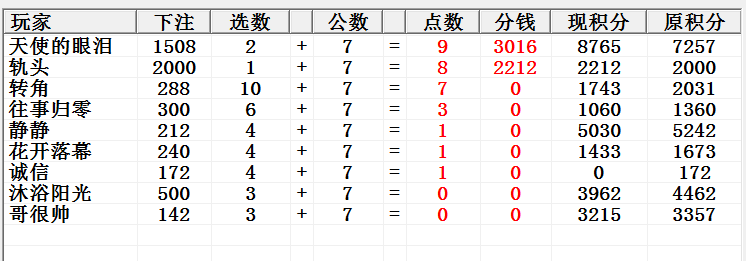 玩家 下注 选数 公数 点数 分钱 现积分 原积分
天使的眼泪 1508 2 + 7 = 9 3016 8765 7257
轨头 2000 1 + 7 = 8 2212 2212 2000
转角 288 10 + 7 = 7 0 1743 2031
往事归零 300 6 + 7 = 3 0 1060 1360
静静 212 4 + 7 = 1 0 5030 5242
花开落幕 240 4 + 7 = 1 0 1433 1673
诚信 172 4 + 7 = 1 0 0 172
沐浴阳光 500 3 + 7 = 0 0 3962 4462
哥很帅 142 3 + 7 = 0 0 3215 3357